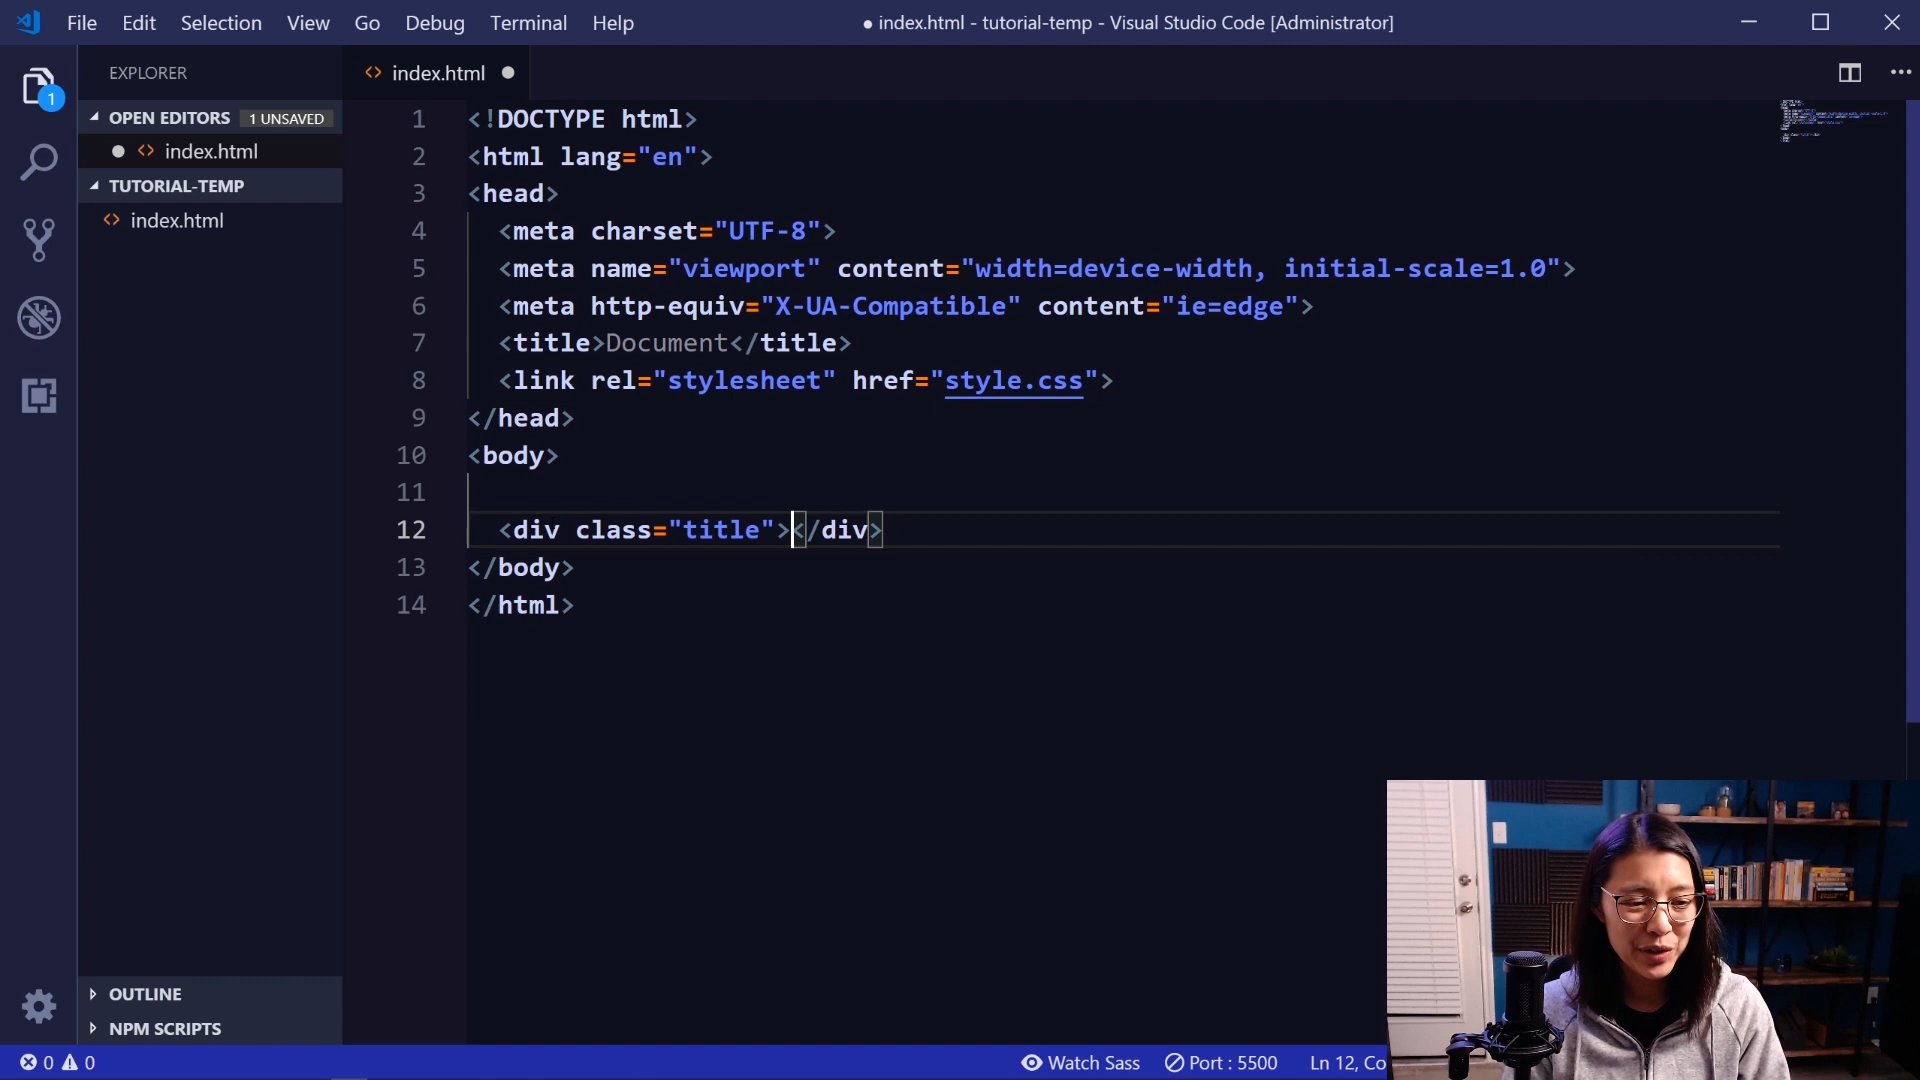 File Edit Selection View Go Debug Terminal Help
● index.html - tutorial-temp - Visual Studio Code [Administrator]
EXPLORER
index.html
1
OPEN EDITORS 1 UNSAVED
index.html
TUTORIAL-TEMP
index.html
1 <!DOCTYPE html>
2 <html lang="en">
3 <head>
4 <meta charset="UTF-8">
5 <meta name="viewport" content="width=device-width, initial-scale=1.0">
6 <meta http-equiv="X-UA-Compatible" content="ie=edge">
7 <title>Document</title>
8 <link rel="stylesheet" href="style.css">
9 </head>
10 <body>
11
12 <div class="title"></div>
13 </body>
14 </html>
OUTLINE
NPM SCRIPTS
0 0
Watch Sass
Port : 5500
Ln 12, Co